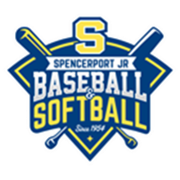 S
SPENCERPORT JR
BASEBALL
&
SOFTBALL
Since 1954